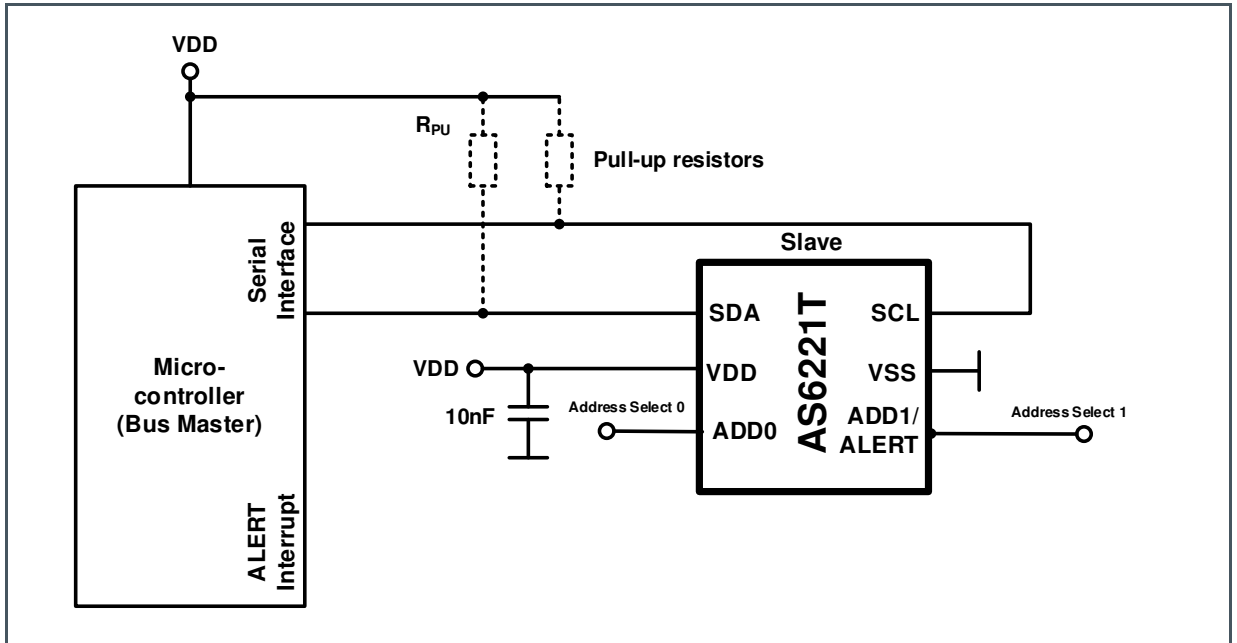 VDD
RPU
Pull-up resistors
Serial
Interface
Slave
SDA
SCL
Micro-
controller
(Bus Master)
VDD
VDD
VSS
AS6221T
10nF
Address Select 0
ADD0
ADD1/
ALERT
Address Select 1
ALERT
Interrupt